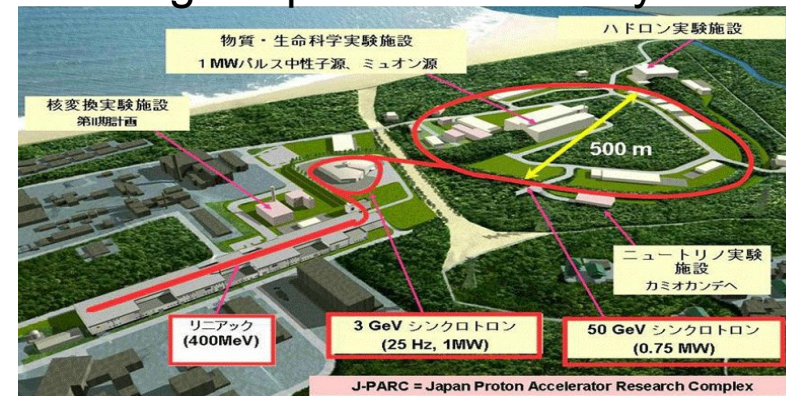 ハドロン実験施設
物質・生命科学実験施設
1 MWパルス中性子源、ミュオン源
核変換実験施設
第II期計画
500 m
ニュートリノ実験
施設
カミオカンデへ
リニアック
(400MeV)
3 GeV シンクロトロン
(25 Hz, 1MW)
50 GeV シンクロトロン
(0.75 MW)
J-PARC = Japan Proton Accelerator Research Complex